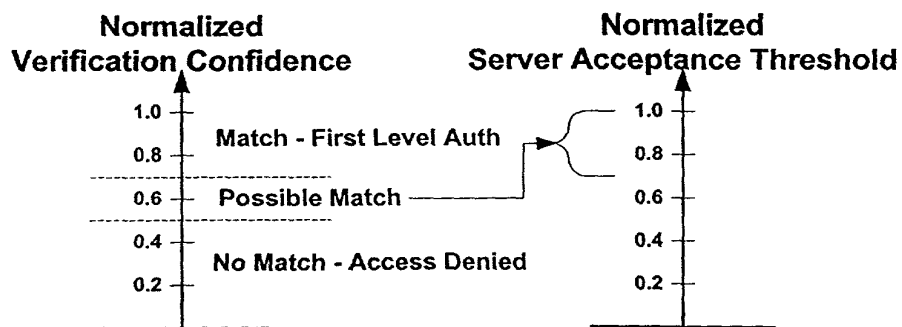 Normalized
Verification Confidence
1.0
Match - First Level Auth
0.8
0.6
Possible Match
0.4
No Match - Access Denied
0.2
Normalized
Server Acceptance Threshold
1.0
0.8
0.6
0.4
0.2